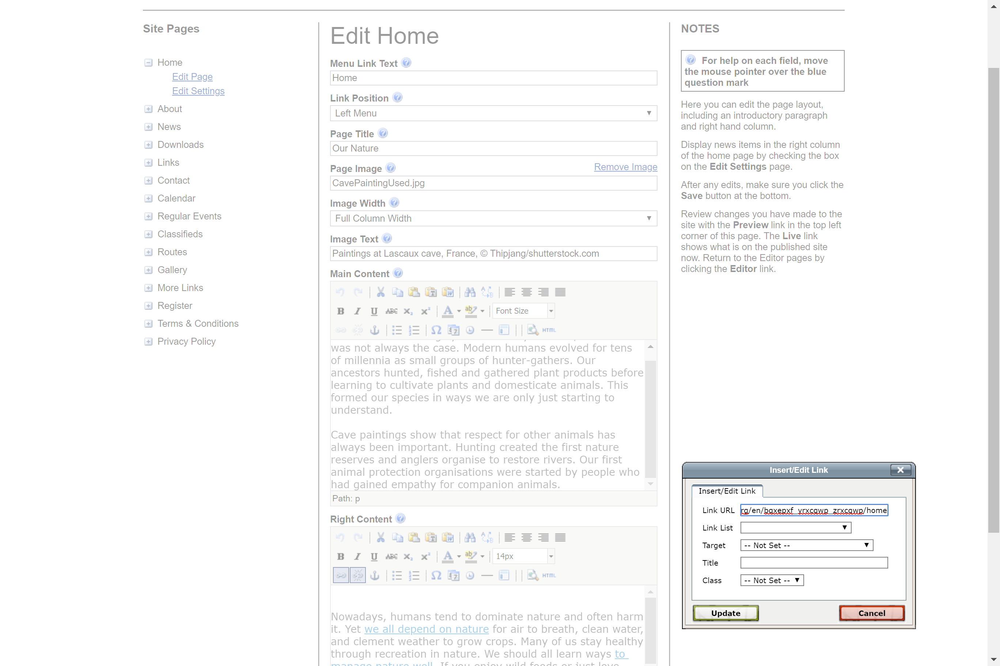 Site Pages
Home
Edit Page
Edit Settings
About
News
Downloads
Links
Contact
Calendar
Regular Events
Classifieds
Routes
Gallery
More Links
Register
Terms & Conditions
Privacy Policy
Edit Home
Menu Link Text
Home
Link Position
Left Menu
Page Title
Our Nature
Page Image
Remove Image
CavePaintingUsed.jpg
Image Width
Full Column Width
Image Text
Paintings at Lascaux cave, France, © Thipjang/shutterstock.com
Main Content
Font Size
HTML
was not always the case. Modern humans evolved for tens
of millennia as small groups of hunter-gathers. Our
ancestors hunted, fished and gathered plant products before
learning to cultivate plants and domesticate animals. This
formed our species in ways we are only just starting to
understand.
Cave paintings show that respect for other animals has
always been important. Hunting created the first nature
reserves and anglers organise to restore rivers. Our first
animal protection organisations were started by people who
had gained empathy for companion animals.
Path: p
Right Content
14px
HTML
Nowadays, humans tend to dominate nature and often harm
it. Yet we all depend on nature for air to breath, clean water,
and clement weather to grow crops. Many of us stay healthy
through recreation in nature. We should all learn ways to
manage nature well. If you enjoy wild foods or just love
NOTES
For help on each field, move
the mouse pointer over the blue
question mark
Here you can edit the page layout,
including an introductory paragraph
and right hand column.
Display news items in the right column
of the home page by checking the box
on the Edit Settings page.
After any edits, make sure you click the
Save button at the bottom.
Review changes you have made to the
site with the Preview link in the top left
corner of this page. The Live link
shows what is on the published site
now. Return to the Editor pages by
clicking the Editor link.
Insert/Edit Link
Insert/Edit Link
Link URL rg/en/bqxepxf_yrxcqwp_zrxcqwp/home
Link List
Target -- Not Set --
Title
Class -- Not Set --
Update
Cancel